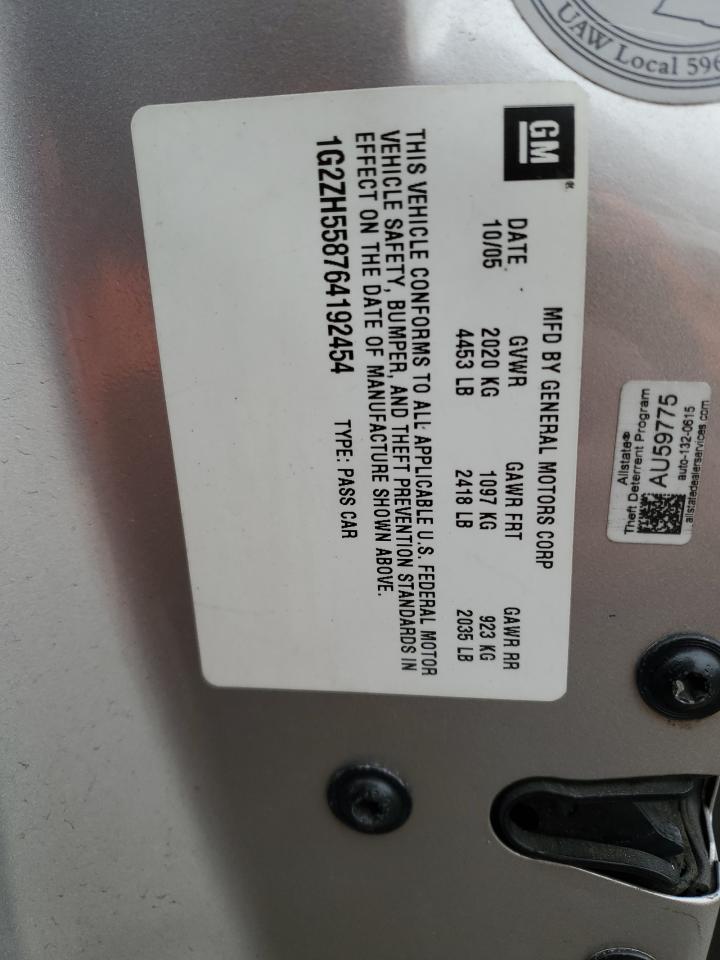 GM
MFD BY GENERAL MOTORS CORP
DATE GVWR GAWR FRT GAWR RR
10/05 2020 KG 1097 KG 923 KG
4453 LB 2418 LB 2035 LB
THIS VEHICLE CONFORMS TO ALL APPLICABLE U.S. FEDERAL MOTOR
VEHICLE SAFETY, BUMPER, AND THEFT PREVENTION STANDARDS IN
EFFECT ON THE DATE OF MANUFACTURE SHOWN ABOVE.
1G2ZH558764192454 TYPE: PASS CAR
UAW Local 596
Allstate®
Theft Deterrent Program
AU59775
auto-132-0615
allstatedealerservices.com